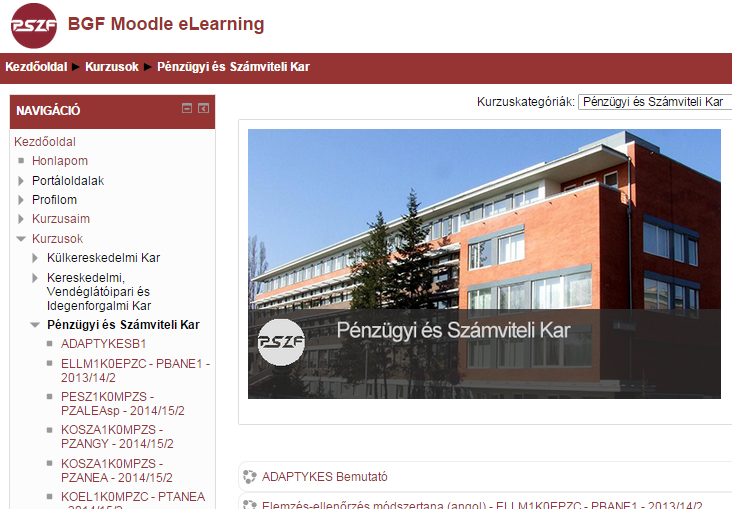 PSZF BGF Moodle eLearning
Kezdőoldal ► Kurzusok ► Pénzügyi és Számviteli Kar
NAVIGÁCIÓ
Kezdőoldal
Honlapom
Portáloldalak
Profilom
Kurzusaim
Kurzusok
Külkereskedelmi Kar
Kereskedelmi,
Vendéglátóipari és
Idegenforgalmi Kar
Pénzügyi és Számviteli Kar
ADAPTYKESB1
ELLM1K0EPZC - PBANE1 -
2013/14/2
PESZ1K0MPZS -
PZALEAsp - 2014/15/2
KOSZA1K0MPZS -
PZANGY - 2014/15/2
KOSZA1K0MPZS -
PZANEA - 2014/15/2
KOEL1K0MPZC - PTANEA
2014/15/2
Kurzuskategóriák: Pénzügyi és Számviteli Kar
PSZF Pénzügyi és Számviteli Kar
ADAPTYKES Bemutató
Elemzés-ellenőrzés módszertana (angol) - ELLM1K0EPZC - PBANE1 - 2013/14/2